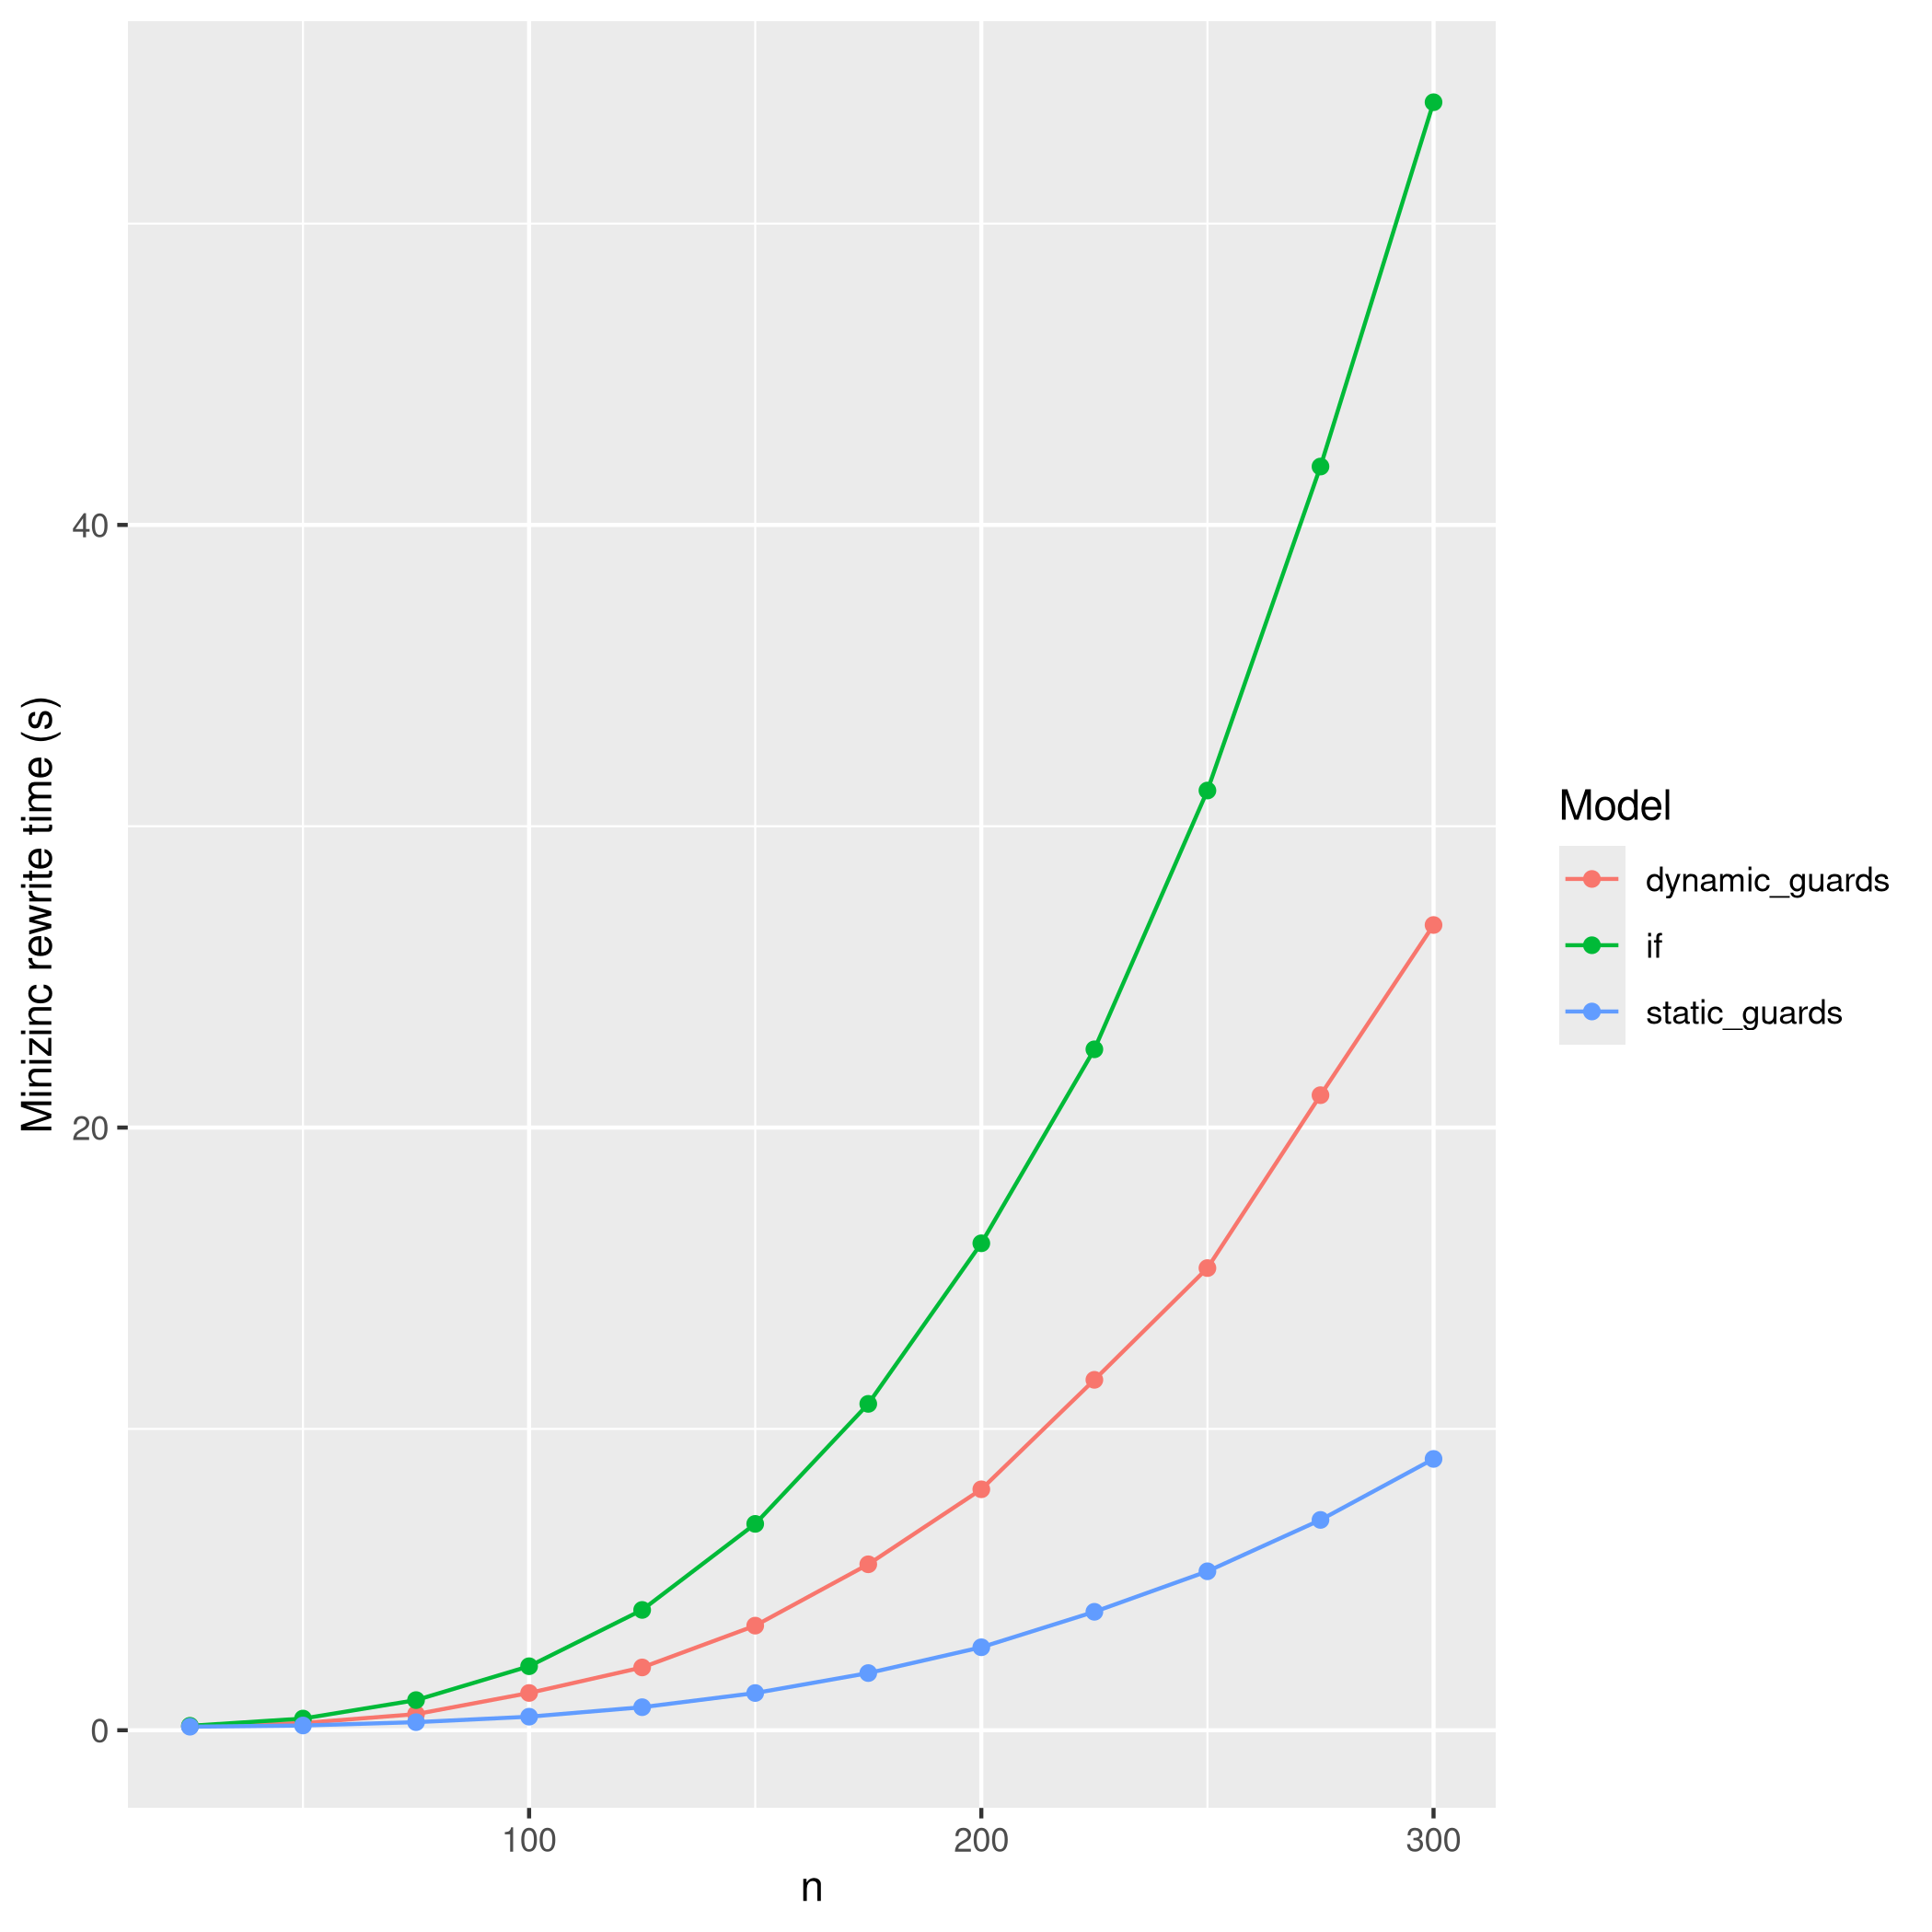 Minizinc rewrite time (s)
40
20
0
100 200 300
n
Model
dynamic_guards
if
static_guards